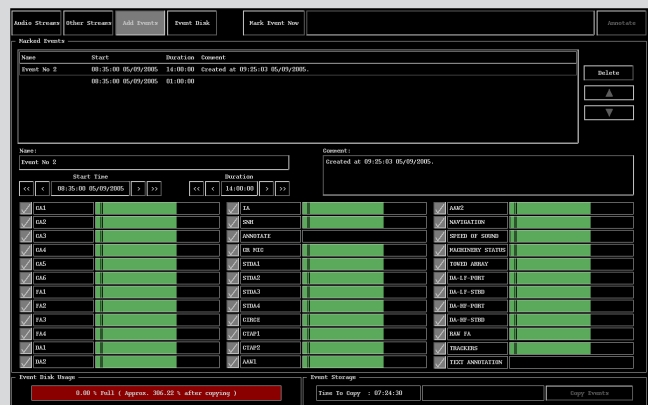 Audio Streams Other Streams Add Events Event Disk Mark Event Now Annotate
Marked Events
Name Start Duration Comment
Event No 2 08:35:00 05/09/2005 14:00:00 Created at 09:25:03 05/09/2005.
08:35:00 05/09/2005 01:00:00
Delete
Name: Comment:
Event No 2 Created at 09:25:03 05/09/2005.
Start Time Duration
<< < 08:35:00 05/09/2005 > >> << < 14:00:00 > >>
CA1 IA AAW2
CA2 SNH NAVIGATION
CA3 ANNOTATE SPEED OF SOUND
CA4 OR MIC MACHINERY STATUS
CA5 STDA1 TOWED ARRAY
CA6 STDA2 DA-LF-PORT
FA1 STDA3 DA-LF-STBD
FA2 STDA4 DA-HF-PORT
FA3 CIRCE DA-HF-STBD
FA4 CTAP1 RAW FA
DA1 CTAP2 TRACKERS
DA2 AAW1 TEXT ANNOTATION
Event Disk Usage Event Storage
0.00 % Full ( Approx. 306.22 % after copying ) Time To Copy : 07:24:30 Copy Events